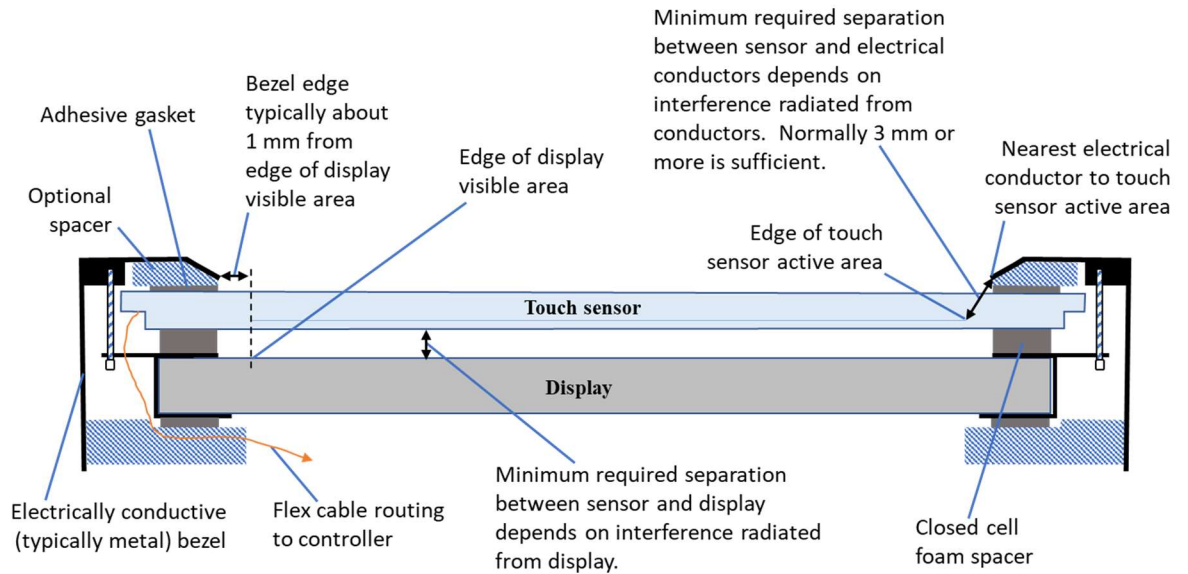 Minimum required separation
between sensor and electrical
conductors depends on
interference radiated from
conductors. Normally 3 mm or
more is sufficient.
Bezel edge
typically about
1 mm from
edge of display
visible area
Adhesive gasket
Edge of display
visible area
Nearest electrical
conductor to touch
sensor active area
Optional
spacer
Edge of touch
sensor active area
Touch sensor
Display
Electrically conductive
(typically metal) bezel
Flex cable routing
to controller
Minimum required separation
between sensor and display
depends on interference radiated
from display.
Closed cell
foam spacer